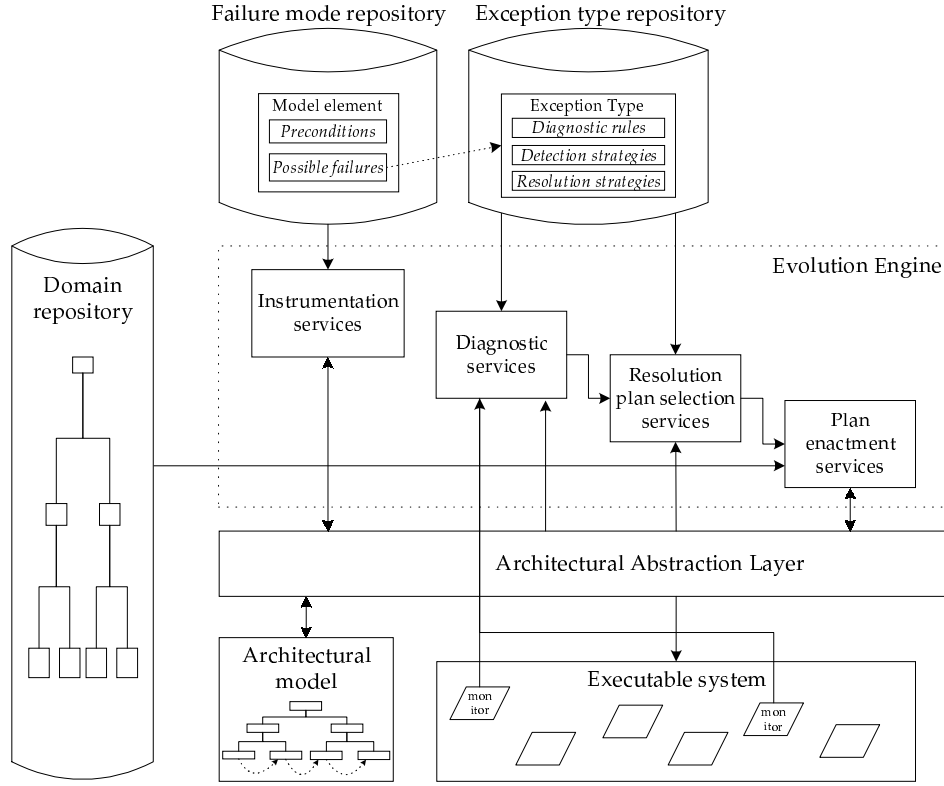 Failure mode repository
Exception type repository
Model element
Preconditions
Possible failures
Exception Type
Diagnostic rules
Detection strategies
Resolution strategies
Evolution Engine
Domain
repository
Instrumentation
services
Diagnostic
services
Resolution
plan selection
services
Plan
enactment
services
Architectural Abstraction Layer
Architectural
model
Executable system
mon
itor
mon
itor